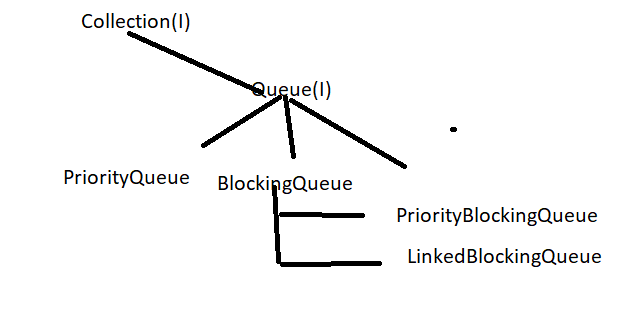 Collection(I)
Queue(I)
PriorityQueue
BlockingQueue
PriorityBlockingQueue
LinkedBlockingQueue